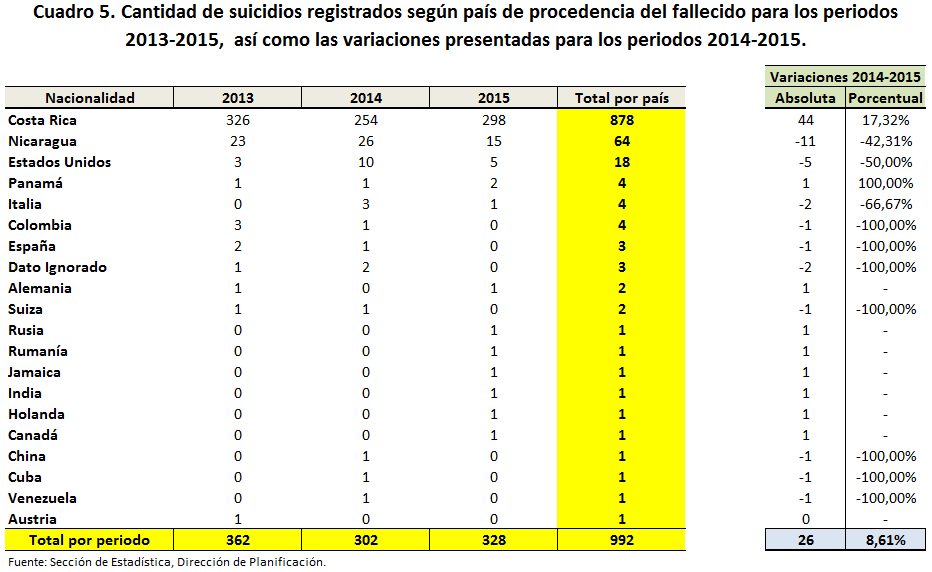 Cuadro 5. Cantidad de suicidios registrados según país de procedencia del fallecido para los periodos
2013-2015, así como las variaciones presentadas para los periodos 2014-2015.
Variaciones 2014-2015
Nacionalidad 2013 2014 2015 Total por país Absoluta Porcentual
Costa Rica 326 254 298 878 44 17,32%
Nicaragua 23 26 15 64 -11 -42,31%
Estados Unidos 3 10 5 18 -5 -50,00%
Panamá 1 1 2 4 1 100,00%
Italia 0 3 1 4 -2 -66,67%
Colombia 3 1 0 4 -1 -100,00%
España 2 1 0 3 -1 -100,00%
Dato Ignorado 1 2 0 3 -2 -100,00%
Alemania 1 0 1 2 1 -
Suiza 1 1 0 2 -1 -100,00%
Rusia 0 0 1 1 1 -
Rumanía 0 0 1 1 1 -
Jamaica 0 0 1 1 1 -
India 0 0 1 1 1 -
Holanda 0 0 1 1 1 -
Canadá 0 0 1 1 1 -
China 0 1 0 1 -1 -100,00%
Cuba 0 1 0 1 -1 -100,00%
Venezuela 0 1 0 1 -1 -100,00%
Austria 1 0 0 1 0 -
Total por periodo 362 302 328 992 26 8,61%
Fuente: Sección de Estadística, Dirección de Planificación.